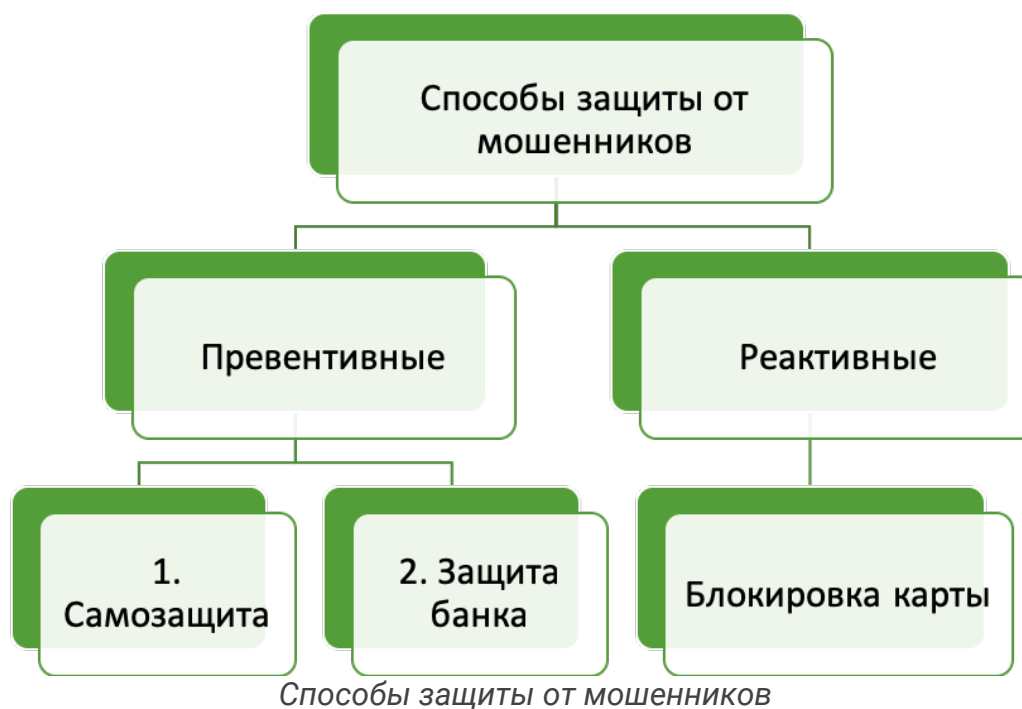 Способы защиты от
мошенников
Превентивные
Реактивные
1.
Самозащита
2. Защита
банка
Блокировка карты
Способы защиты от мошенников